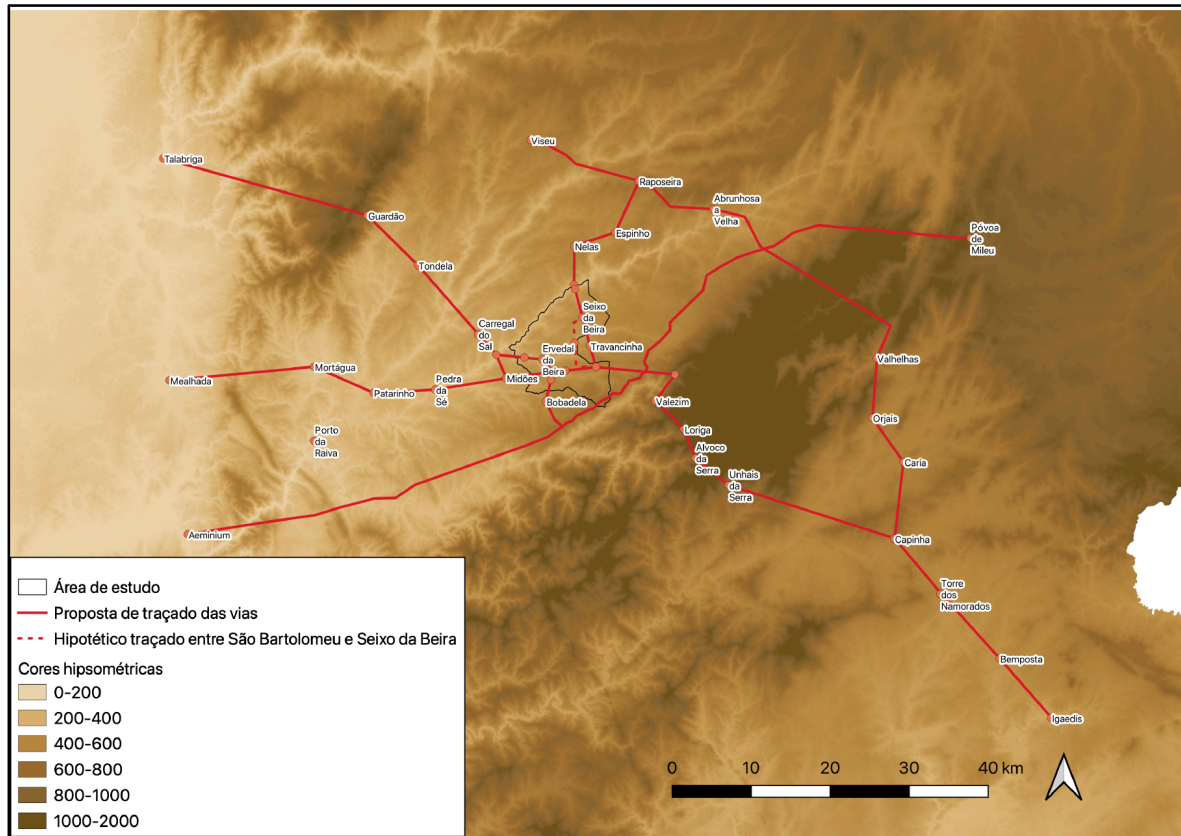 Viseu
Talabriga
Raposeira
Abrunhosa
a
Velha
Guardão
Póvoa
de
Mileu
Espinho
Nelas
Tondela
Seixo
da
Beira
Carregal
do
Sal
Travancinha
Ervedal
da
Beira
Valhelhas
Mortágua
Mealhada
Midões
Pedra
da
Sé
Patarinho
Bobadela
Valezim
Orjais
Porto
da
Raiva
Loriga
Alvoco
da
Serra
Caria
Unhais
da
Serra
Aeminium
Capinha
Torre
dos
Namorados
Bemposta
Igaedis
Área de estudo
Proposta de traçado das vias
Hipotético traçado entre São Bartolomeu e Seixo da Beira
Cores hipsométricas
0-200
200-400
400-600
600-800
800-1000
1000-2000
0 10 20 30 40 km